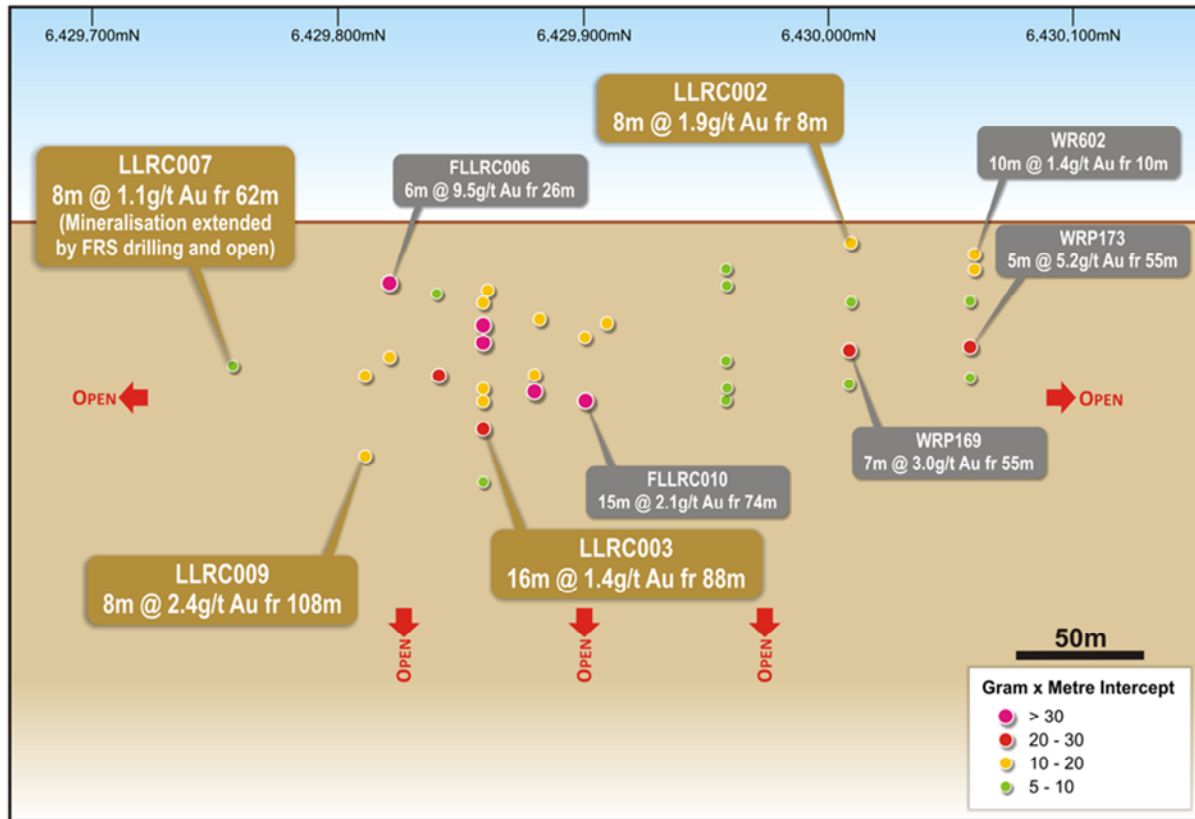 6,429,700mN
6,429,800mN
6,429,900mN
6,430,000mN
6,430,100mN
LLRC002
8m @ 1.9g/t Au fr 8m
WR602
10m @ 1.4g/t Au fr 10m
LLRC007
8m @ 1.1g/t Au fr 62m
(Mineralisation extended
by FRS drilling and open)
FLLRC006
6m @ 9.5g/t Au fr 26m
WRP173
5m @ 5.2g/t Au fr 55m
OPEN
OPEN
WRP169
7m @ 3.0g/t Au fr 55m
FLLRC010
15m @ 2.1g/t Au fr 74m
LLRC003
16m @ 1.4g/t Au fr 88m
LLRC009
8m @ 2.4g/t Au fr 108m
OPEN
OPEN
OPEN
50m
Gram x Metre Intercept
> 30
20 - 30
10 - 20
5 - 10